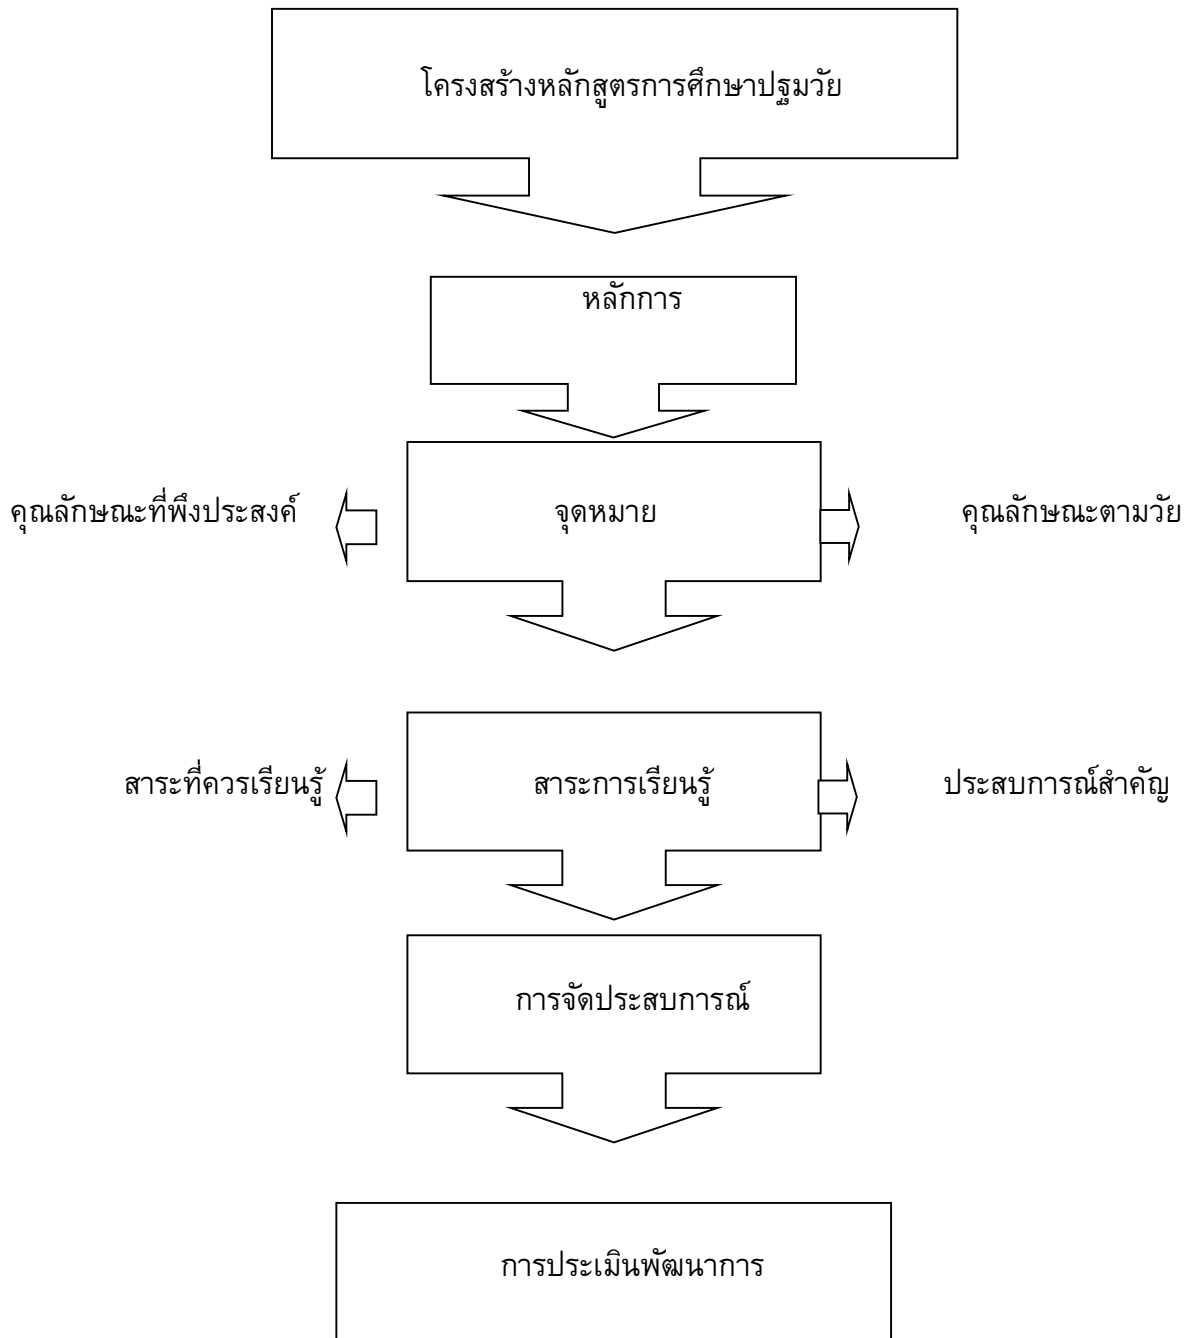 โครงสร้างหลักสูตรการศึกษาปฐมวัย
หลักการ
คุณลักษณะที่พึงประสงค์
จุดหมาย
คุณลักษณะตามวัย
สาระที่ควรเรียนรู้
สาระการเรียนรู้
ประสบการณ์สำคัญ
การจัดประสบการณ์
การประเมินพัฒนาการ